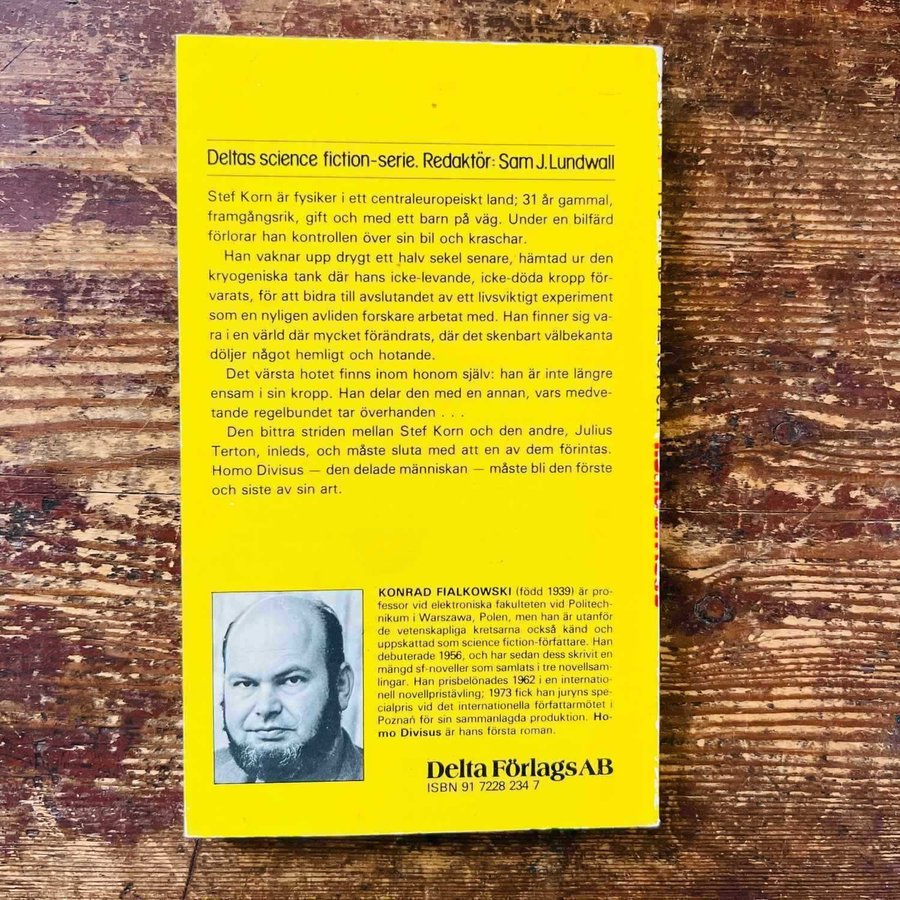 Deltas science fiction-serie. Redaktör: Sam J. Lundwall
Stef Korn är fysiker i ett centraleuropeiskt land; 31 år gammal,
framgångsrik, gift och med ett barn på väg. Under en bilfärd
förlorar han kontrollen över sin bil och kraschar.
Han vaknar upp drygt ett halv sekel senare, hämtad ur den
kryogeniska tank där hans icke-levande, icke-döda kropp för-
varats, för att bidra till avslutandet av ett livsviktigt experiment
som en nyligen avliden forskare arbetat med. Han finner sig va-
ra i en värld där mycket förändrats, där det skenbart välbekanta
döljer något hemligt och hotande.
Det värsta hotet finns inom honom själv: han är inte längre
ensam i sin kropp. Han delar den med en annan, vars medve-
tande regelbundet tar överhanden . . .
Den bittra striden mellan Stef Korn och den andre, Julius
Terton, inleds, och måste sluta med att en av dem förintas.
Homo Divisus — den delade människan — måste bli den förste
och siste av sin art.
KONRAD FIALKOWSKI (född 1939) är pro-
fessor vid elektroniska fakulteten vid Politech-
nikum i Warszawa, Polen, men han är utanför
de vetenskapliga kretsarna också känd och
uppskattad som science fiction-författare. Han
debuterade 1956, och har sedan dess skrivit en
mängd sf-noveller som samlats i tre novellsam-
lingar. Han prisbelönades 1962 i en internatio-
nell novellpristävling; 1973 fick han juryns spe-
cialpris vid det internationella författarmötet i
Poznań för sin sammanlagda produktion. Ho-
mo Divisus är hans första roman.
Delta Förlags AB
ISBN 91 7228 234 7